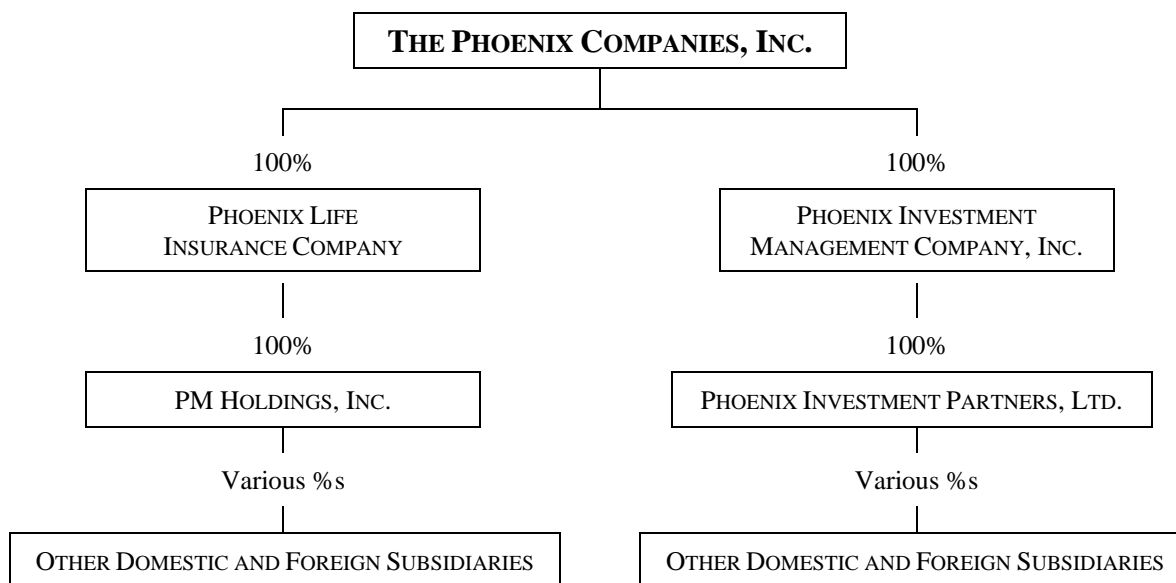 THE PHOENIX COMPANIES, INC.
100%
100%
PHOENIX LIFE
INSURANCE COMPANY
PHOENIX INVESTMENT
MANAGEMENT COMPANY, INC.
100%
100%
PM HOLDINGS, INC.
PHOENIX INVESTMENT PARTNERS, LTD.
Various %s
Various %s
OTHER DOMESTIC AND FOREIGN SUBSIDIARIES
OTHER DOMESTIC AND FOREIGN SUBSIDIARIES